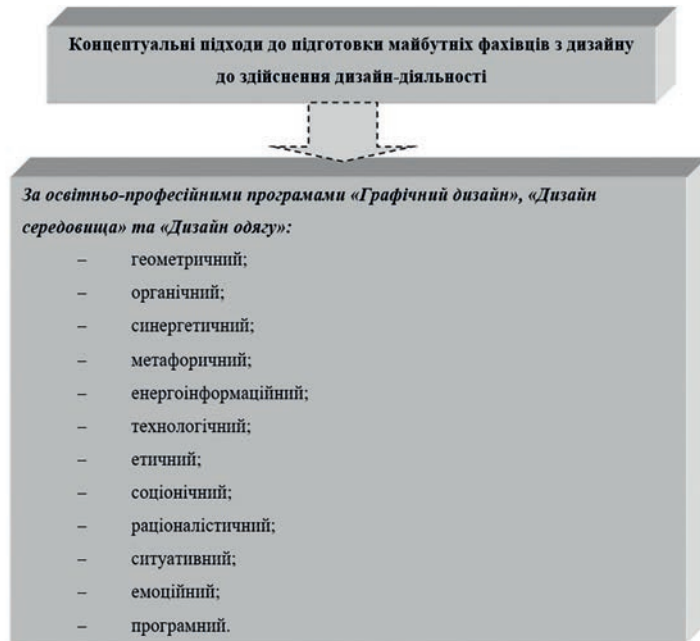 Концептуальні підходи до підготовки майбутніх фахівців з дизайну
до здійснення дизайн-діяльності
За освітньо-професійними програмами «Графічний дизайн», «Дизайн
середовища» та «Дизайн одягу»:
– геометричний;
– органічний;
– синергетичний;
– метафоричний;
– енергоінформаційний;
– технологічний;
– етичний;
– соціонічний;
– раціоналістичний;
– ситуативний;
– емоційний;
– програмний.